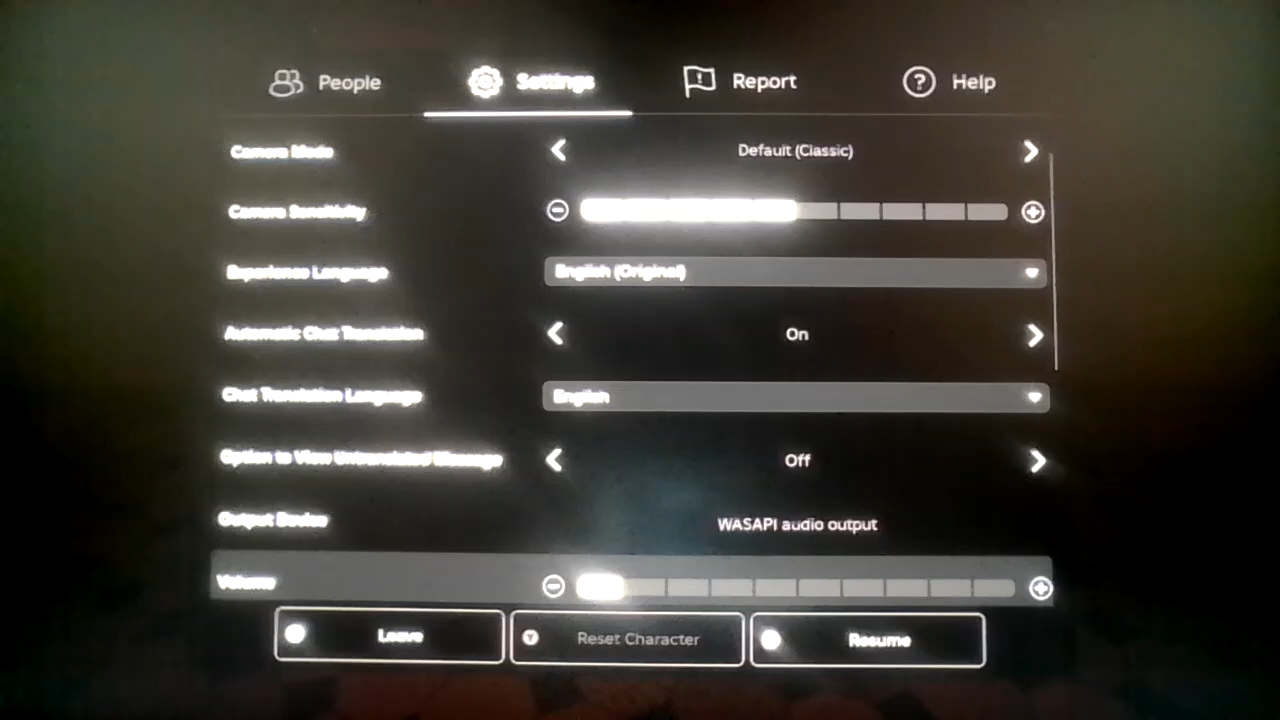 People Settings Report Help
Camera Mode Default (Classic)
Camera Sensitivity
Experience Language English (Original)
Automatic Chat Translation On
Chat Translation Language English
Option to View Untranslated Message Off
Output Device WASAPI audio output
Volume
Leave Y Reset Character Resume